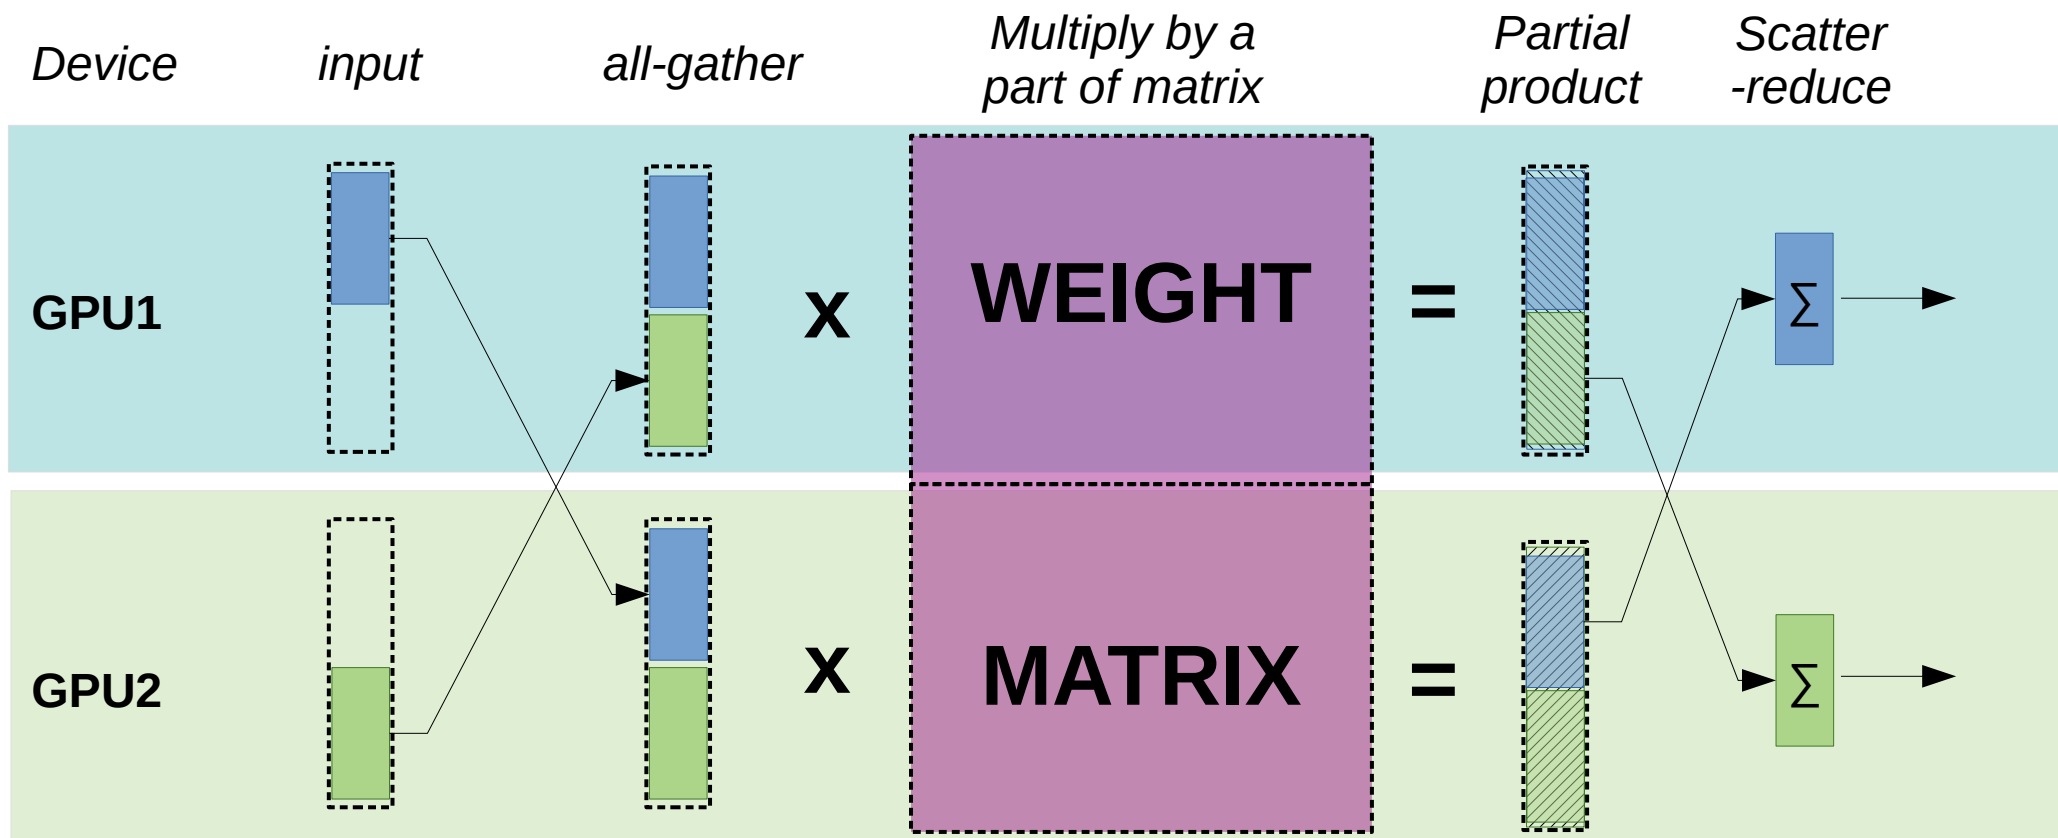 Device
input
all-gather
Multiply by a
part of matrix
Partial
product
Scatter
-reduce
GPU1
x
WEIGHT
=
∑
GPU2
x
MATRIX
=
∑